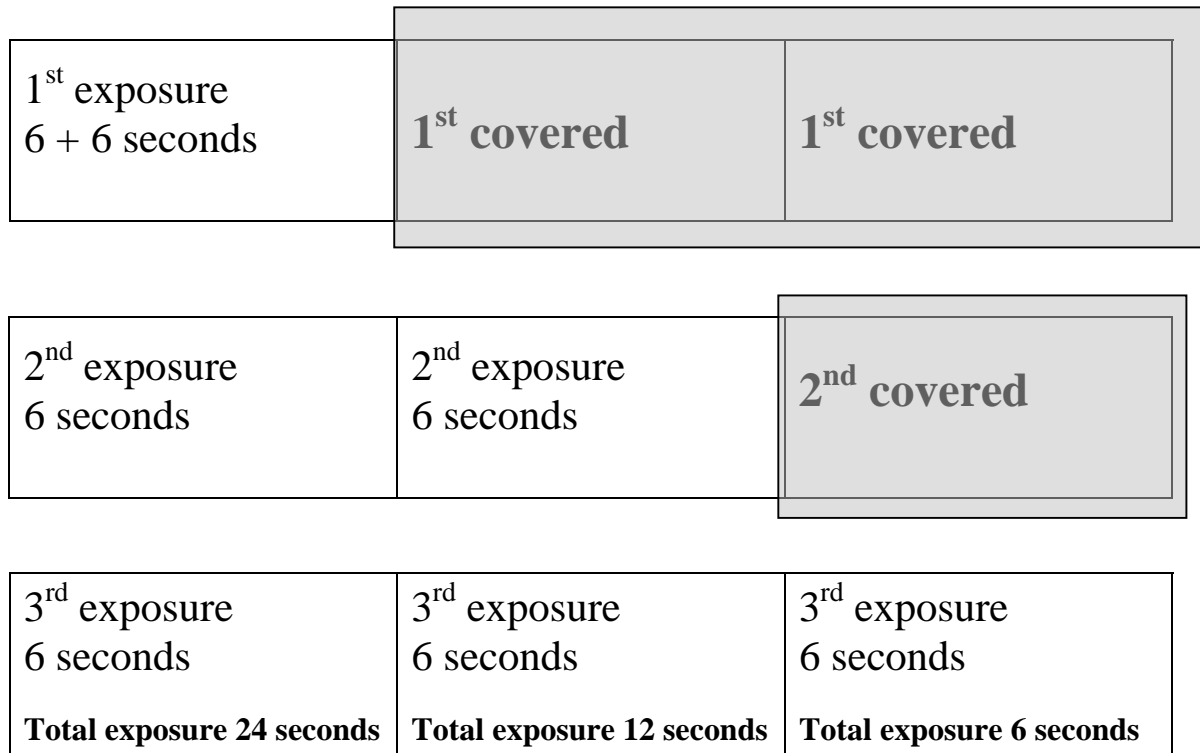 1st exposure
6 + 6 seconds
1st covered
1st covered
2nd exposure
6 seconds
2nd exposure
6 seconds
2nd covered
3rd exposure
6 seconds
Total exposure 24 seconds
3rd exposure
6 seconds
Total exposure 12 seconds
3rd exposure
6 seconds
Total exposure 6 seconds